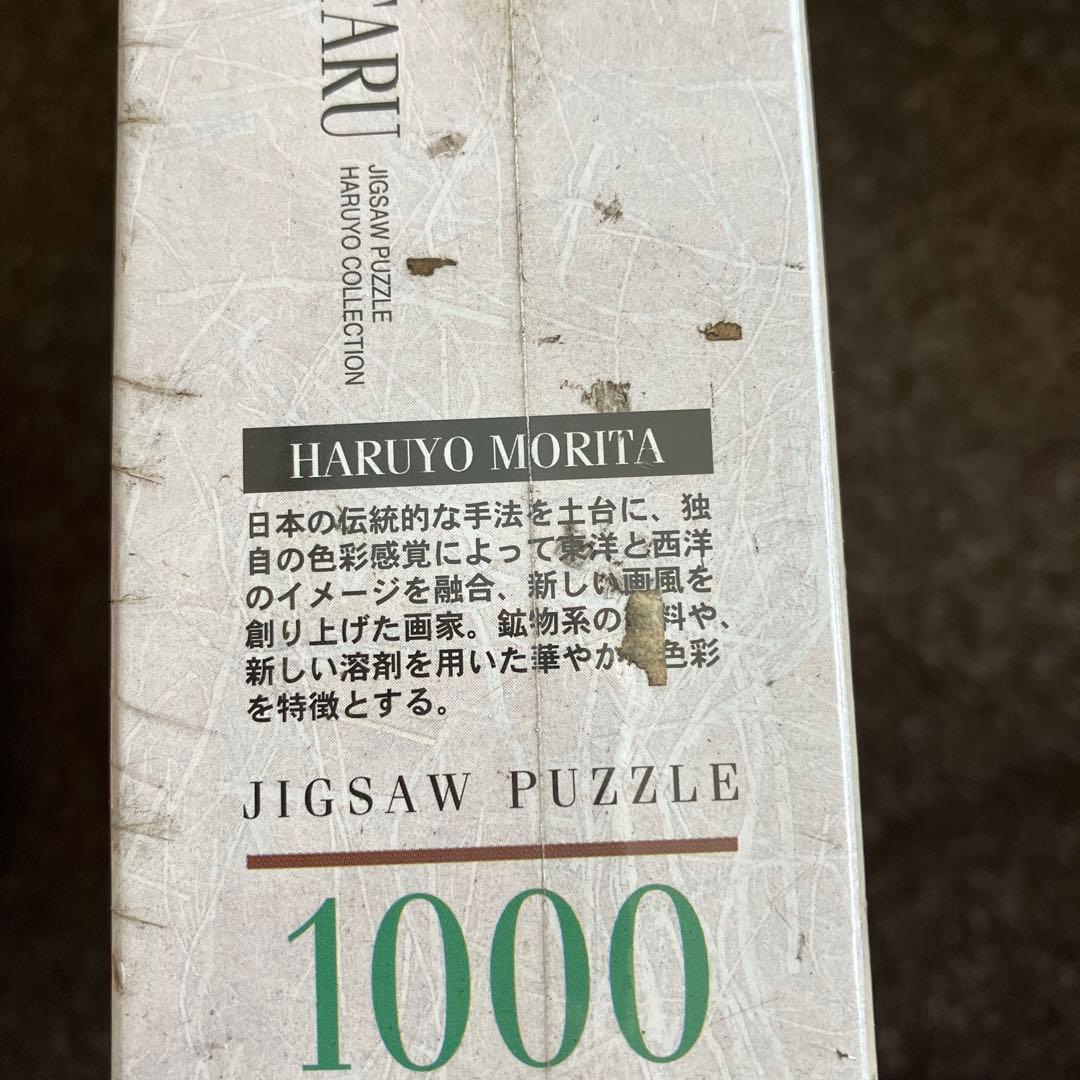 TARU
JIGSAW PUZZLE
HARUYO COLLECTION
HARUYO MORITA
日本の伝統的な手法を土台に、独
自の色彩感覚によって東洋と西洋
のイメージを融合、新しい画風を
創り上げた画家。鉱物系の料や、
新しい溶剤を用いた華やか色彩
を特徴とする。
JIGSAW PUZZLE
1000